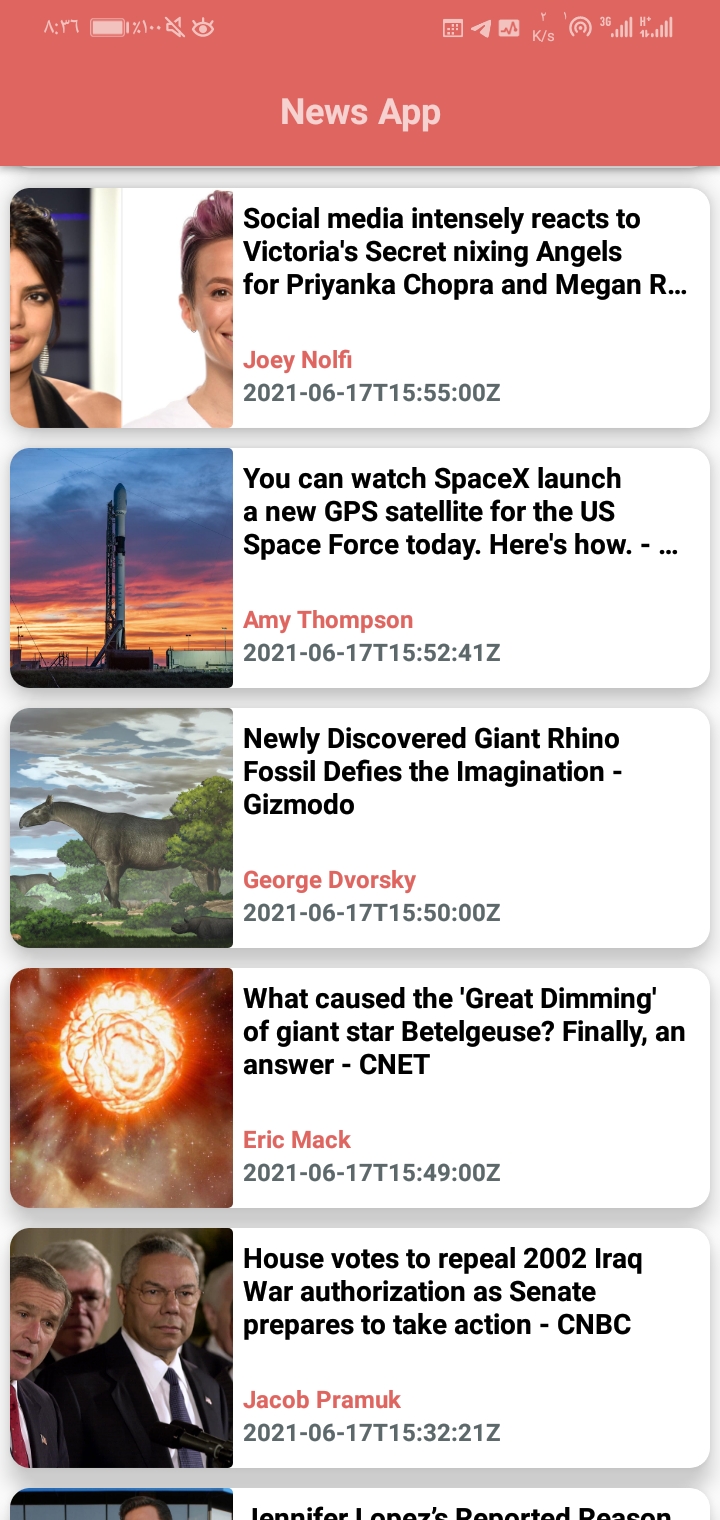 ٨:٣٦ ٪١٠٠ ٢ K/s ١ 3G H+
News App
Social media intensely reacts to
Victoria's Secret nixing Angels
for Priyanka Chopra and Megan R...
Joey Nolfi
2021-06-17T15:55:00Z
You can watch SpaceX launch
a new GPS satellite for the US
Space Force today. Here's how. - ...
Amy Thompson
2021-06-17T15:52:41Z
Newly Discovered Giant Rhino
Fossil Defies the Imagination -
Gizmodo
George Dvorsky
2021-06-17T15:50:00Z
What caused the 'Great Dimming'
of giant star Betelgeuse? Finally, an
answer - CNET
Eric Mack
2021-06-17T15:49:00Z
House votes to repeal 2002 Iraq
War authorization as Senate
prepares to take action - CNBC
Jacob Pramuk
2021-06-17T15:32:21Z
Jennifer Lopez’s Reported Reason